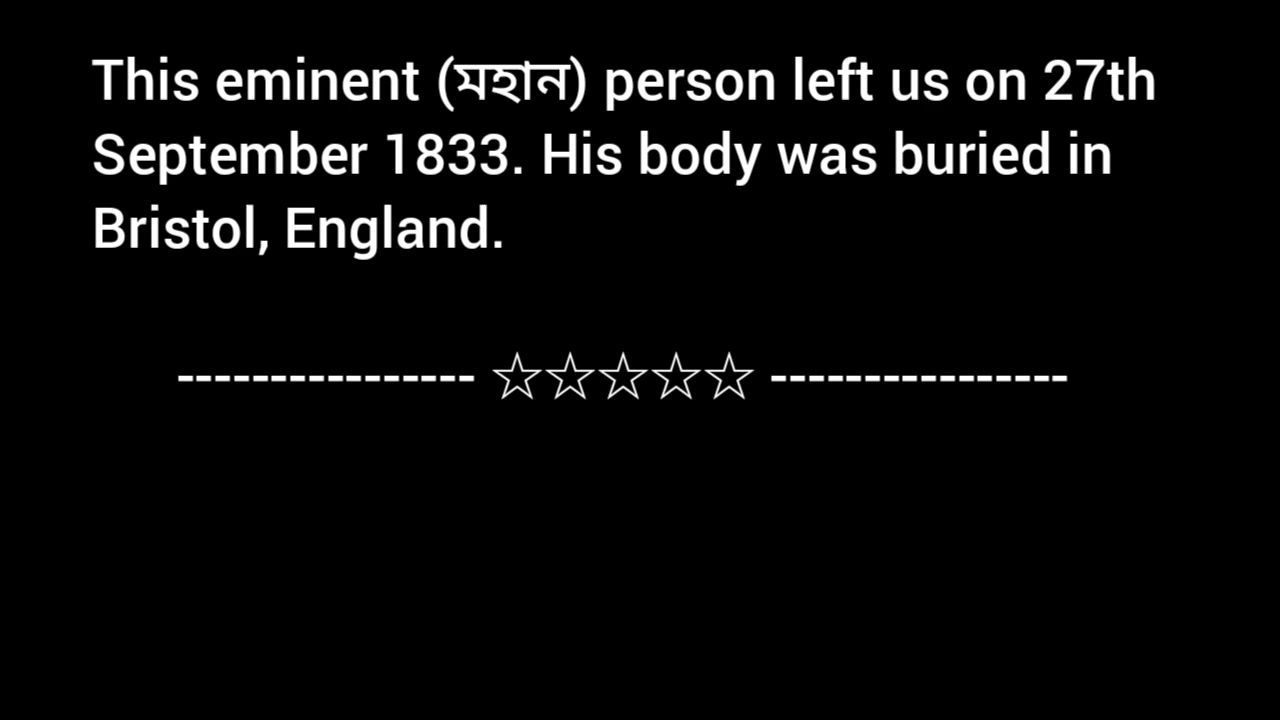 This eminent (মহান) person left us on 27th
September 1833. His body was buried in
Bristol, England.
---------------- ☆☆☆☆☆ ----------------